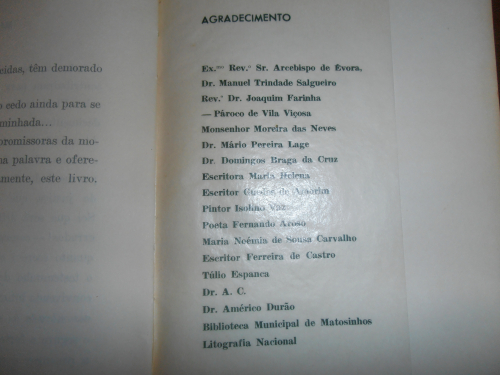 cidas, têm demorado
o cedo ainda para se
minhada...
promissoras da mo-
na palavra e ofere-
mente, este livro.
AGRADECIMENTO
Ex.mo Rev.º Sr. Arcebispo de Évora,
Dr. Manuel Trindade Salgueiro
Rev.º Dr. Joaquim Farinha
— Pároco de Vila Viçosa
Monsenhor Moreira das Neves
Dr. Mário Pereira Lage
Dr. Domingos Braga da Cruz
Escritora Maria Helena
Escritor de Amorim
Pintor Isolino Vaz
Poeta Fernando
Maria Noémia de Sousa Carvalho
Escritor Ferreira de Castro
Túlio Espanca
Dr. A. C.
Dr. Américo Durão
Biblioteca Municipal de Matosinhos
Litografia Nacional